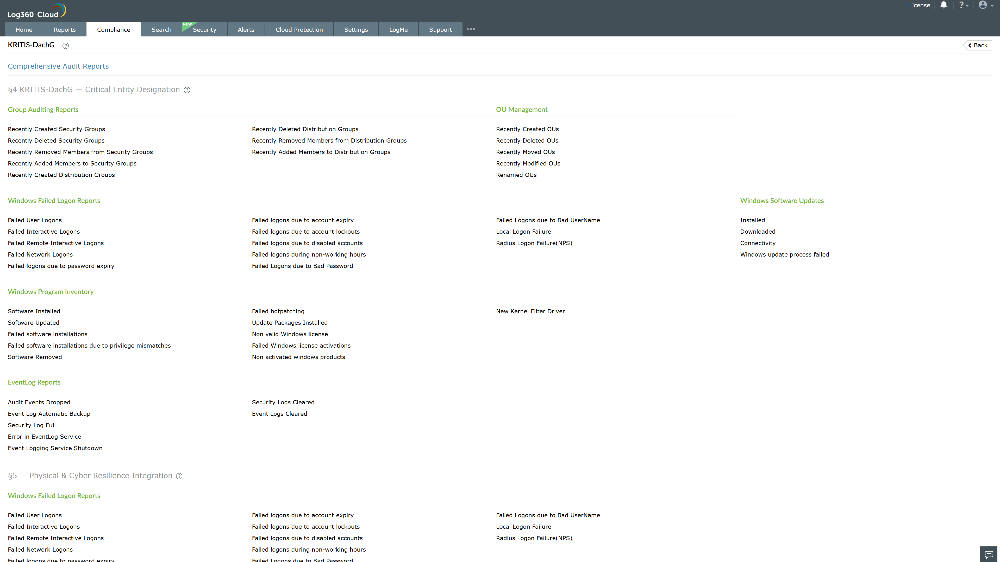 License
Log360 Cloud
Home
Reports
Compliance
Search
NEW
Security
Alerts
Cloud Protection
Settings
LogMe
Support
KRITIS-DachG
Back
Comprehensive Audit Reports
§4 KRITIS-DachG — Critical Entity Designation
Group Auditing Reports
Recently Created Security Groups
Recently Deleted Security Groups
Recently Removed Members from Security Groups
Recently Added Members to Security Groups
Recently Created Distribution Groups
Recently Deleted Distribution Groups
Recently Removed Members from Distribution Groups
Recently Added Members to Distribution Groups
OU Management
Recently Created OUs
Recently Deleted OUs
Recently Moved OUs
Recently Modified OUs
Renamed OUs
Windows Failed Logon Reports
Failed User Logons
Failed Interactive Logons
Failed Remote Interactive Logons
Failed Network Logons
Failed logons due to password expiry
Failed logons due to account expiry
Failed logons due to account lockouts
Failed logons due to disabled accounts
Failed logons during non-working hours
Failed Logons due to Bad Password
Failed Logons due to Bad UserName
Local Logon Failure
Radius Logon Failure(NPS)
Windows Software Updates
Installed
Downloaded
Connectivity
Windows update process failed
Windows Program Inventory
Software Installed
Software Updated
Failed software installations
Failed software installations due to privilege mismatches
Software Removed
Failed hotpatching
Update Packages Installed
Non valid Windows license
Failed Windows license activations
Non activated windows products
New Kernel Filter Driver
EventLog Reports
Audit Events Dropped
Event Log Automatic Backup
Security Log Full
Error in EventLog Service
Event Logging Service Shutdown
Security Logs Cleared
Event Logs Cleared
§5 — Physical & Cyber Resilience Integration
Windows Failed Logon Reports
Failed User Logons
Failed Interactive Logons
Failed Remote Interactive Logons
Failed Network Logons
Failed logons due to password expiry
Failed logons due to account expiry
Failed logons due to account lockouts
Failed logons due to disabled accounts
Failed logons during non-working hours
Failed Logons due to Bad Password
Failed Logons due to Bad UserName
Local Logon Failure
Radius Logon Failure(NPS)